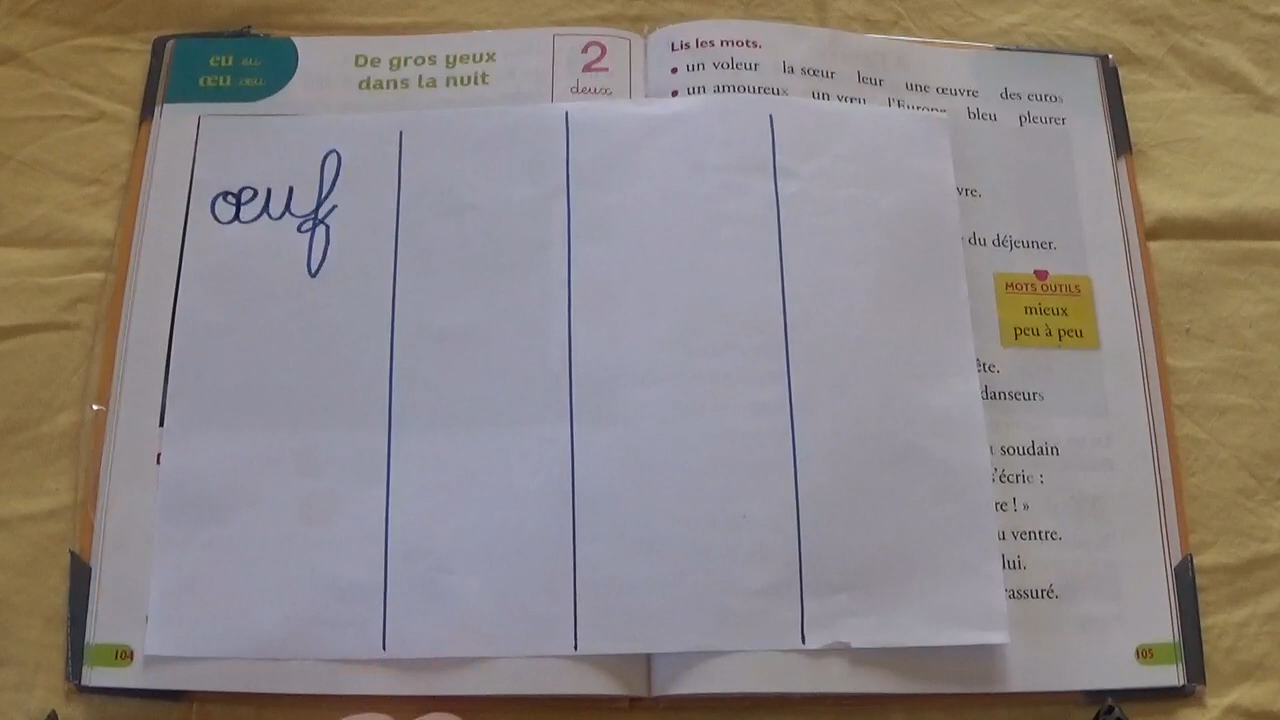 eu eu
œu œu
De gros yeux
dans la nuit
2
deux
Lis les mots.
• un voleur la sœur leur une œuvre des euros
• un amoureux un vœu l'Europe bleu pleurer
œuf
vre.
du déjeuner.
MOTS OUTILS
mieux
peu à peu
ête.
danseurs
soudain
s'écrie :
re ! »
u ventre.
lui.
rassuré.
104
105